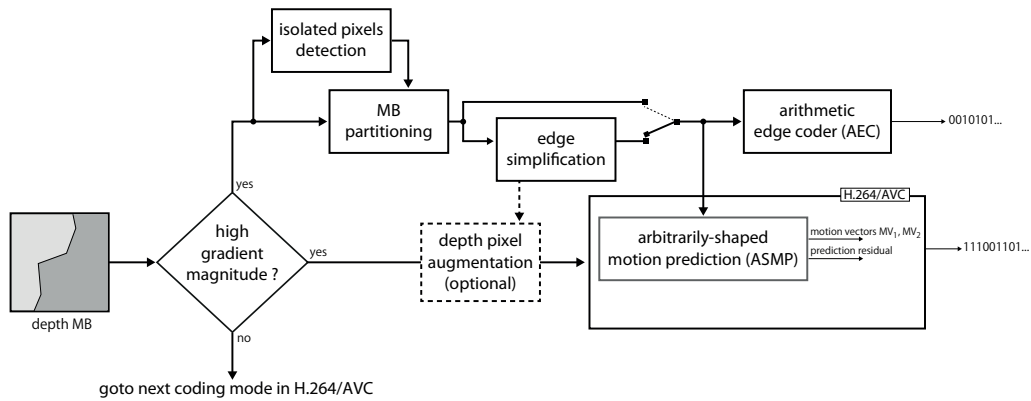 isolated pixels
detection
MB
partitioning
edge
simplification
arithmetic
edge coder (AEC)
0010101...
yes
H.264/AVC
high
gradient
magnitude ?
yes
depth pixel
augmentation
(optional)
arbitrarily-shaped
motion prediction (ASMP)
motion vectors MV₁, MV₂
prediction residual
111001101...
depth MB
no
goto next coding mode in H.264/AVC